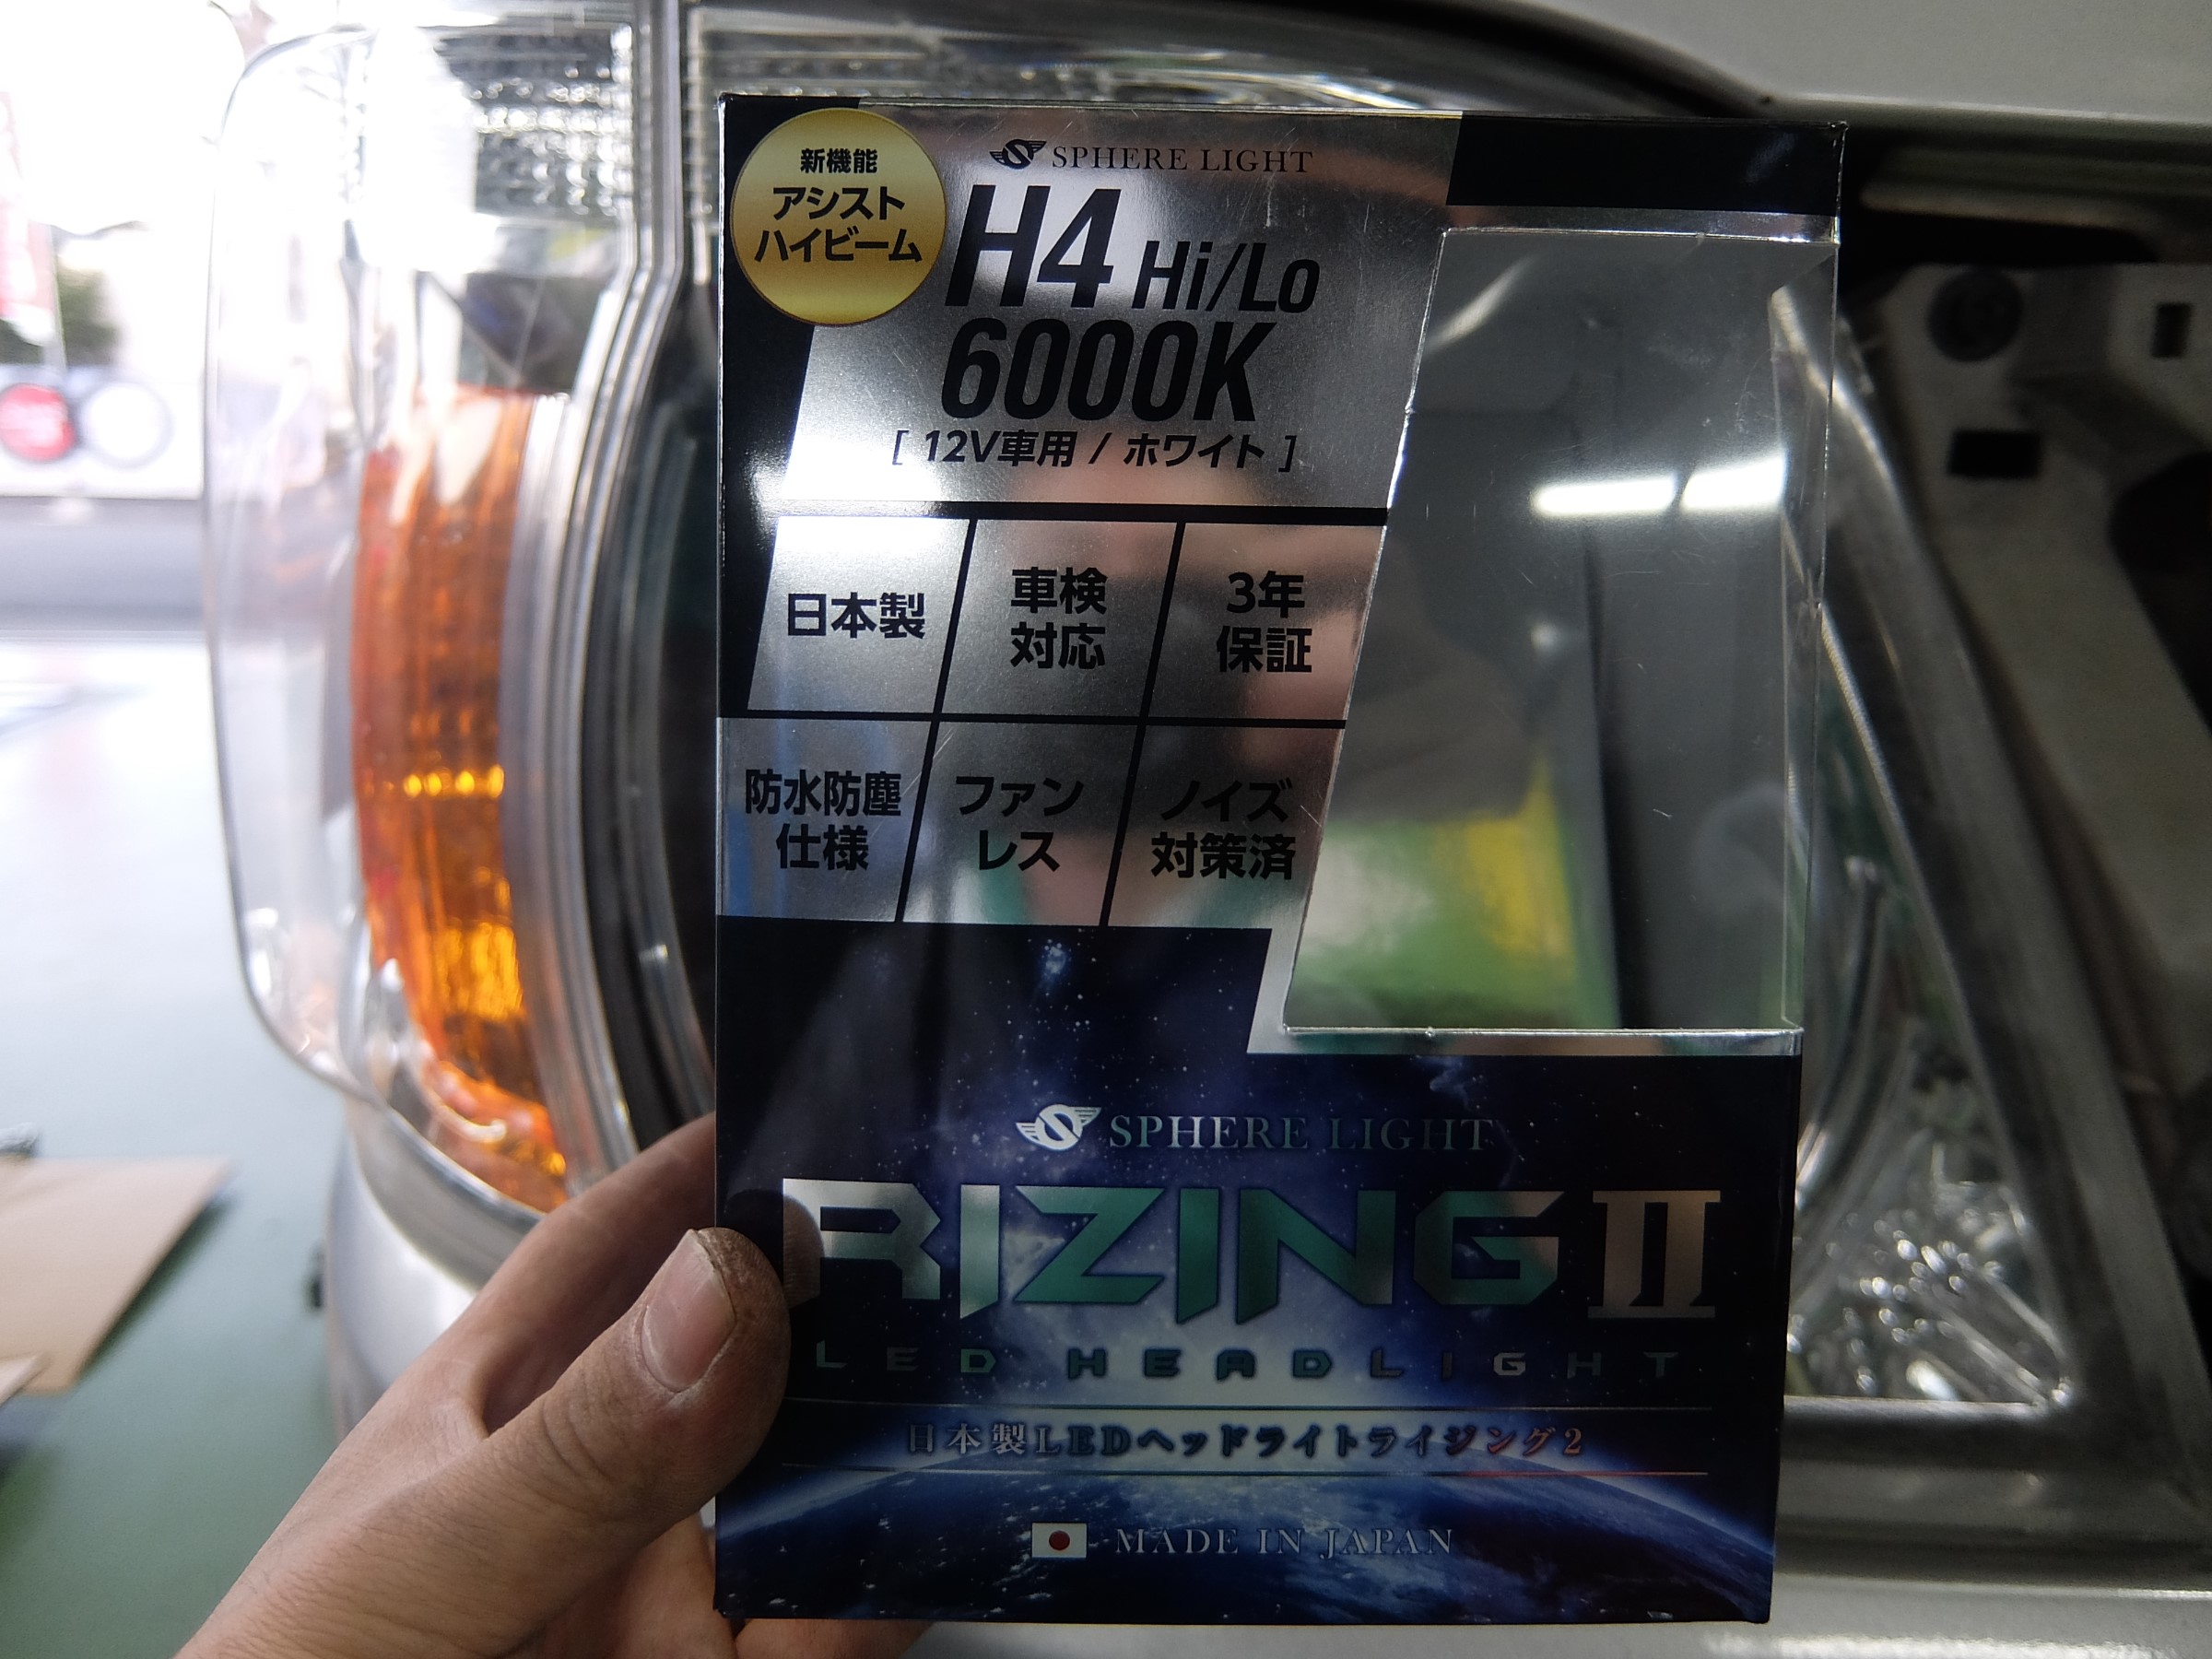 新機能
アシスト
ハイビーム
SPHERE LIGHT
H4 Hi/Lo
6000K
[ 12V車用 / ホワイト ]
日本製
車検
対応
3年
保証
防水防塵
仕様
ファン
レス
ノイズ
対策済
SPHERE LIGHT
RIZING II
LED HEADLIGHT
日本製LEDヘッドライトライジング2
MADE IN JAPAN